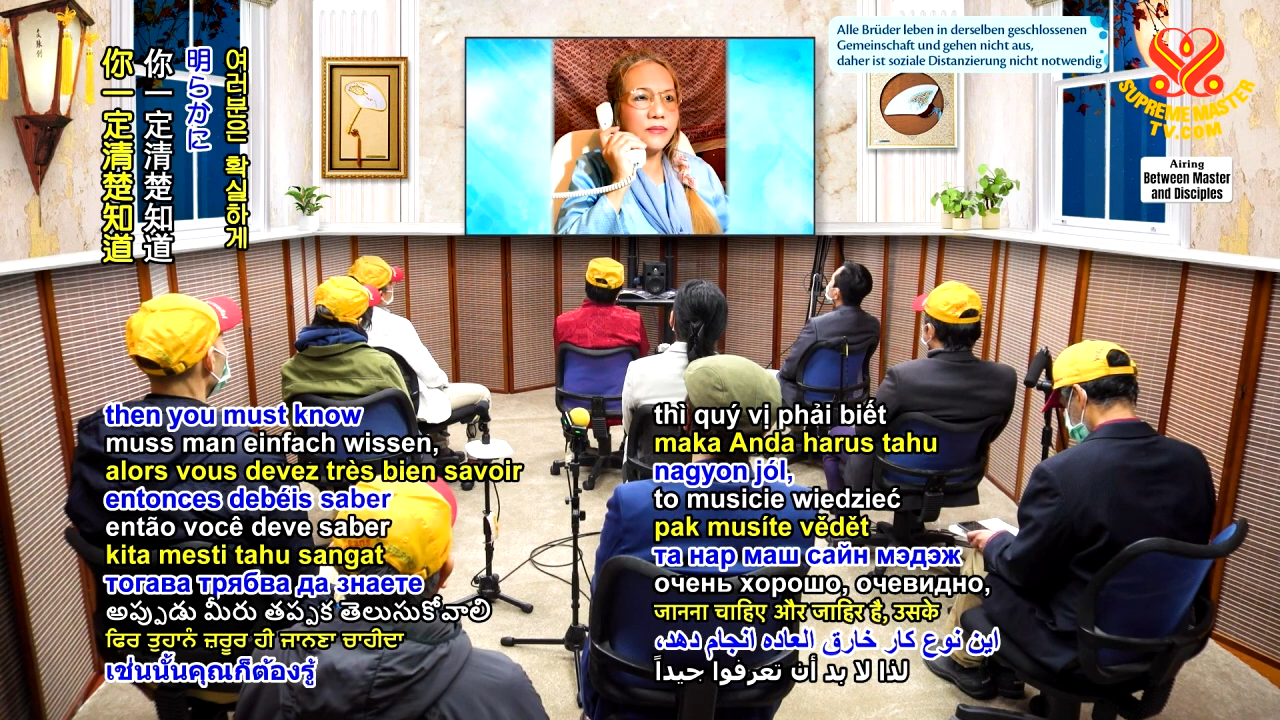 여러분은 확실하게
明らかに
你一定清楚知道
你一定清楚知道
Alle Brüder leben in derselben geschlossenen
Gemeinschaft und gehen nicht aus,
daher ist soziale Distanzierung nicht notwendig
SUPREME MASTER
TV.COM
Airing
Between Master
and Disciples
then you must know
muss man einfach wissen,
alors vous devez très bien savoir
entonces debéis saber
então você deve saber
kita mesti tahu sangat
тогава трябва да знаете
అప్పుడు మీరు తప్పక తెలుసుకోవాలి
ਫਿਰ ਤੁਹਾਨੰ ਜ਼ਰੂਰ ਹੀ ਜਾਨਣਾ ਚਾਹੀਦਾ
เช่นนั้นคุณก็ต้องรู้
thì quý vị phải biết
maka Anda harus tahu
nagyon jól,
to musicie wiedzieć
pak musíte vědět
та нар маш сайн мэдэж
очень хорошо, очевидно,
जानना चाहिए और जाहिर है, उसके
این نوع کار خارق العاده انجام دهد،
لذا لا بد أن تعرفوا جيداً